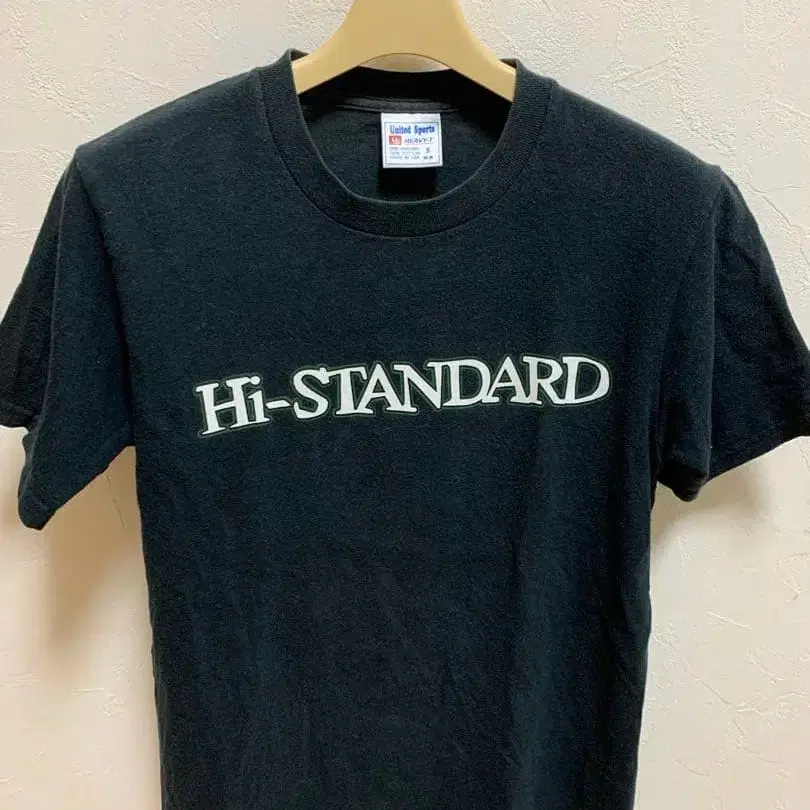 United Sports
HEAVY-T
S
Hi-STANDARD